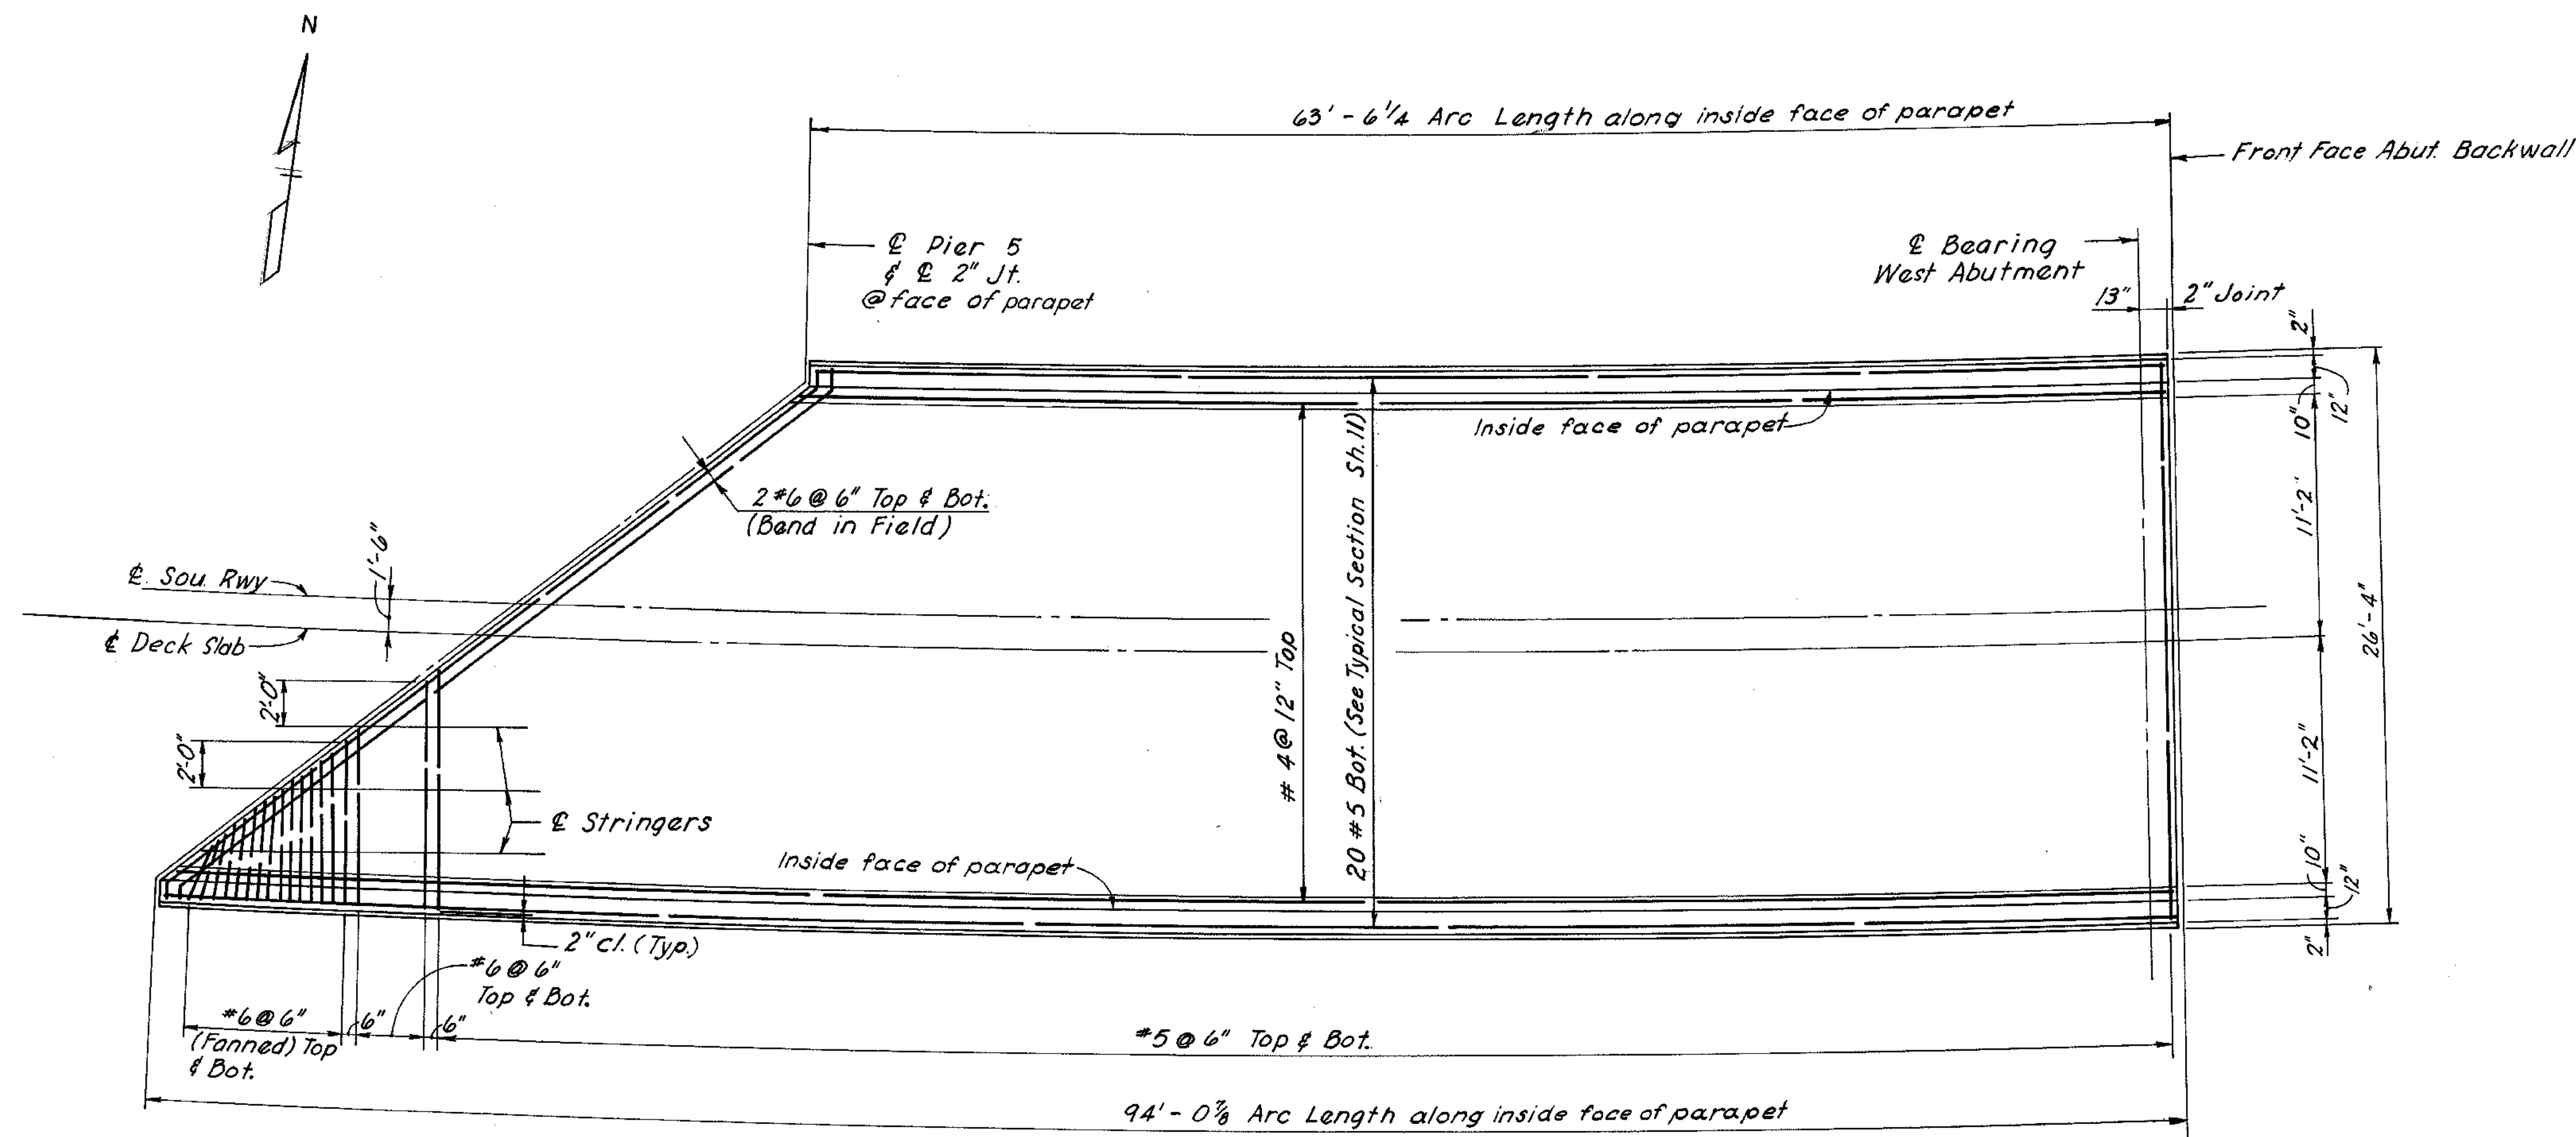 N
63' - 6 1/4 Arc Length along inside face of parapet
Front Face Abut. Backwall
℄ Pier 5
& ℄ 2" Jt.
@ face of parapet
℄ Bearing
West Abutment
13"
2" Joint
2"
12"
10"
11'-2"
26'-4"
11'-2"
10"
12"
2"
Inside face of parapet
2 #6 @ 6" Top & Bot.
(Bend in Field)
1'-6"
℄ Sou. Rwy
℄ Deck Slab
2'-0"
2'-0"
℄ Stringers
# 4 @ 12" Top
20 #5 Bot. (See Typical Section Sh. 11)
Inside face of parapet
2" cl. (Typ.)
#6 @ 6"
Top & Bot.
#6 @ 6"
(Fanned) Top
& Bot.
6"
6"
#5 @ 6" Top & Bot.
94' - 0 7/8 Arc Length along inside face of parapet